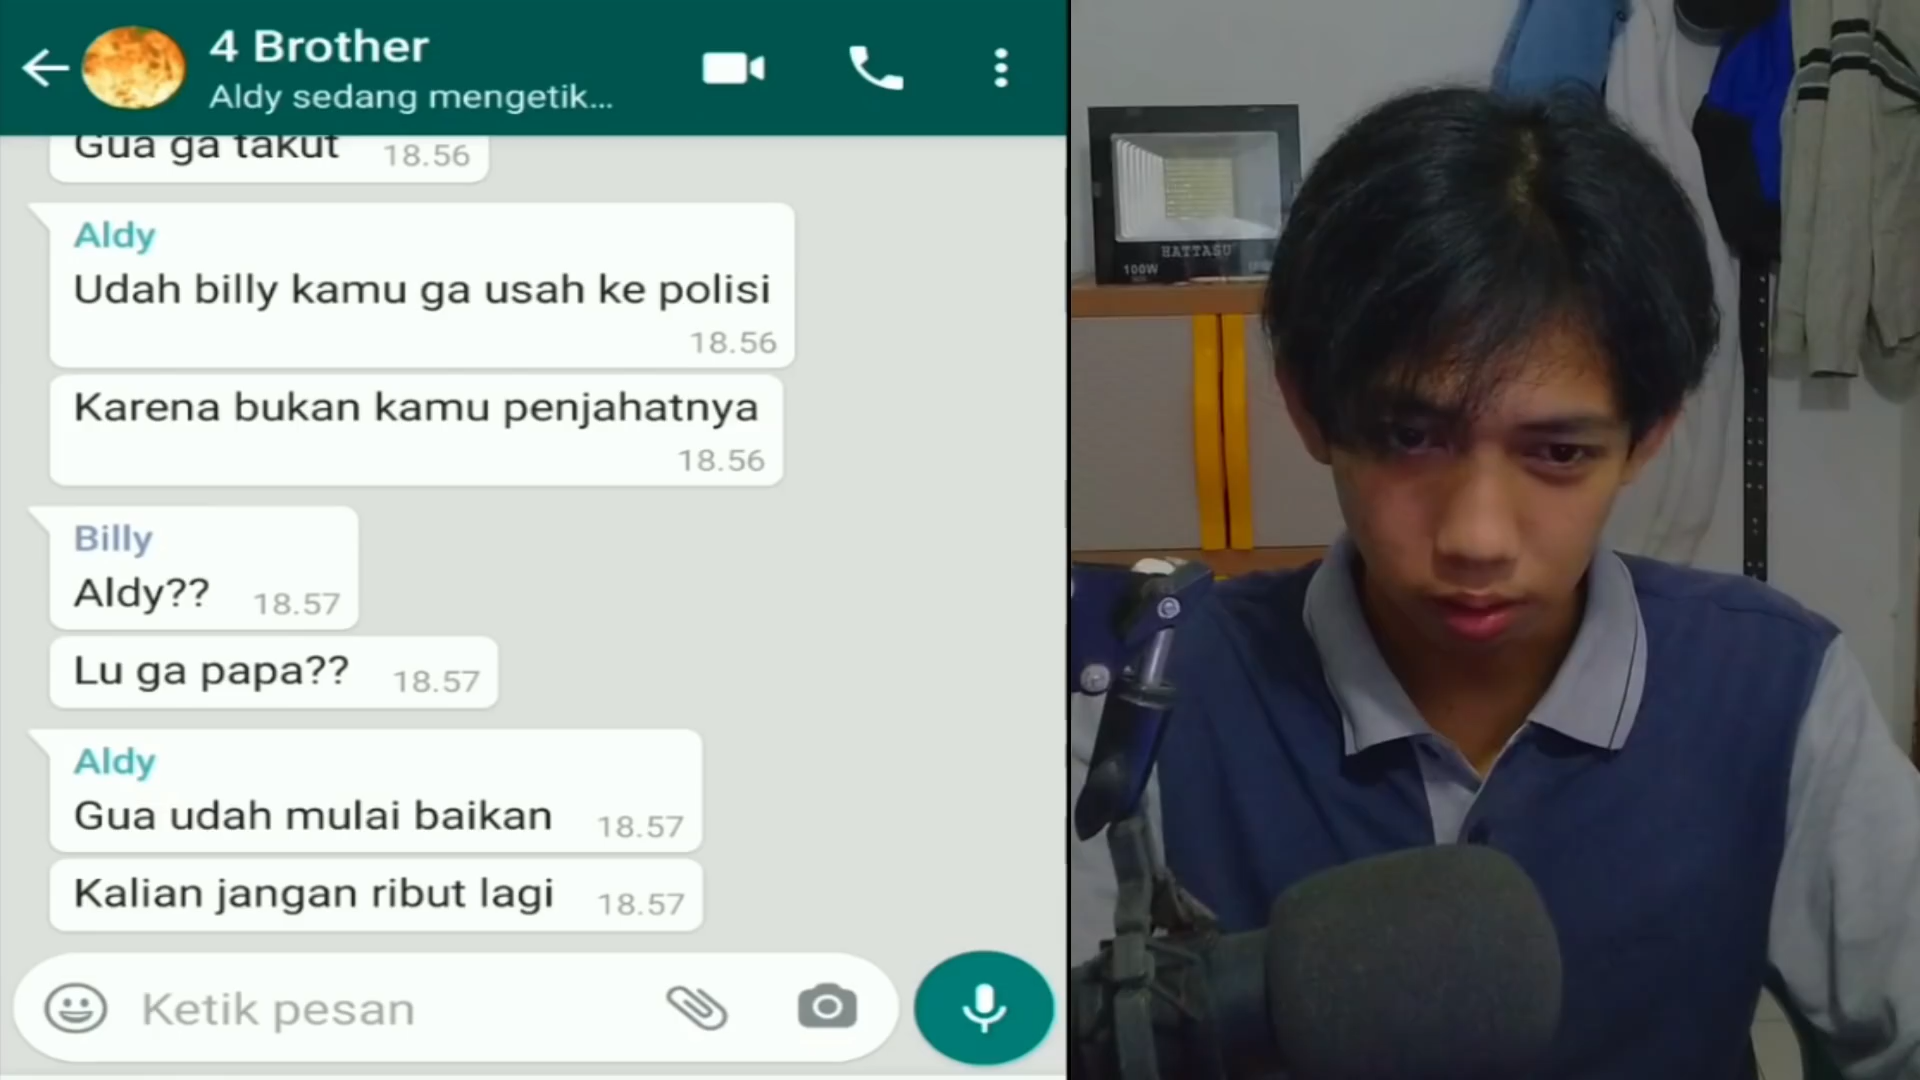 4 Brother
Aldy sedang mengetik...
Gua ga takut 18.56
Aldy
Udah billy kamu ga usah ke polisi
18.56
Karena bukan kamu penjahatnya
18.56
Billy
Aldy?? 18.57
Lu ga papa?? 18.57
Aldy
Gua udah mulai baikan 18.57
Kalian jangan ribut lagi 18.57
Ketik pesan
HATTASU
100W